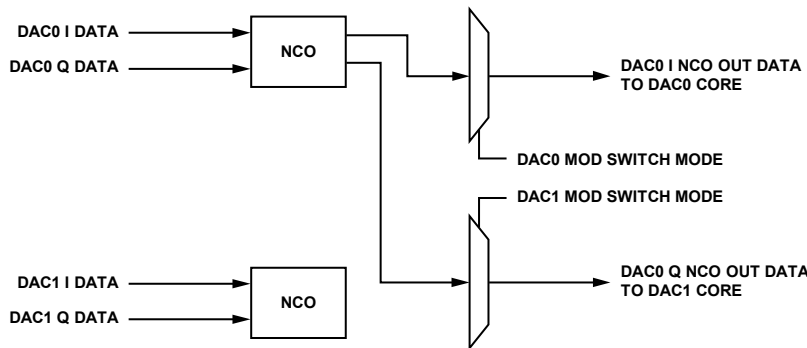 DAC0 I DATA
DAC0 Q DATA
NCO
DAC0 I NCO OUT DATA
TO DAC0 CORE
DAC0 MOD SWITCH MODE
DAC1 MOD SWITCH MODE
DAC1 I DATA
DAC1 Q DATA
NCO
DAC0 Q NCO OUT DATA
TO DAC1 CORE